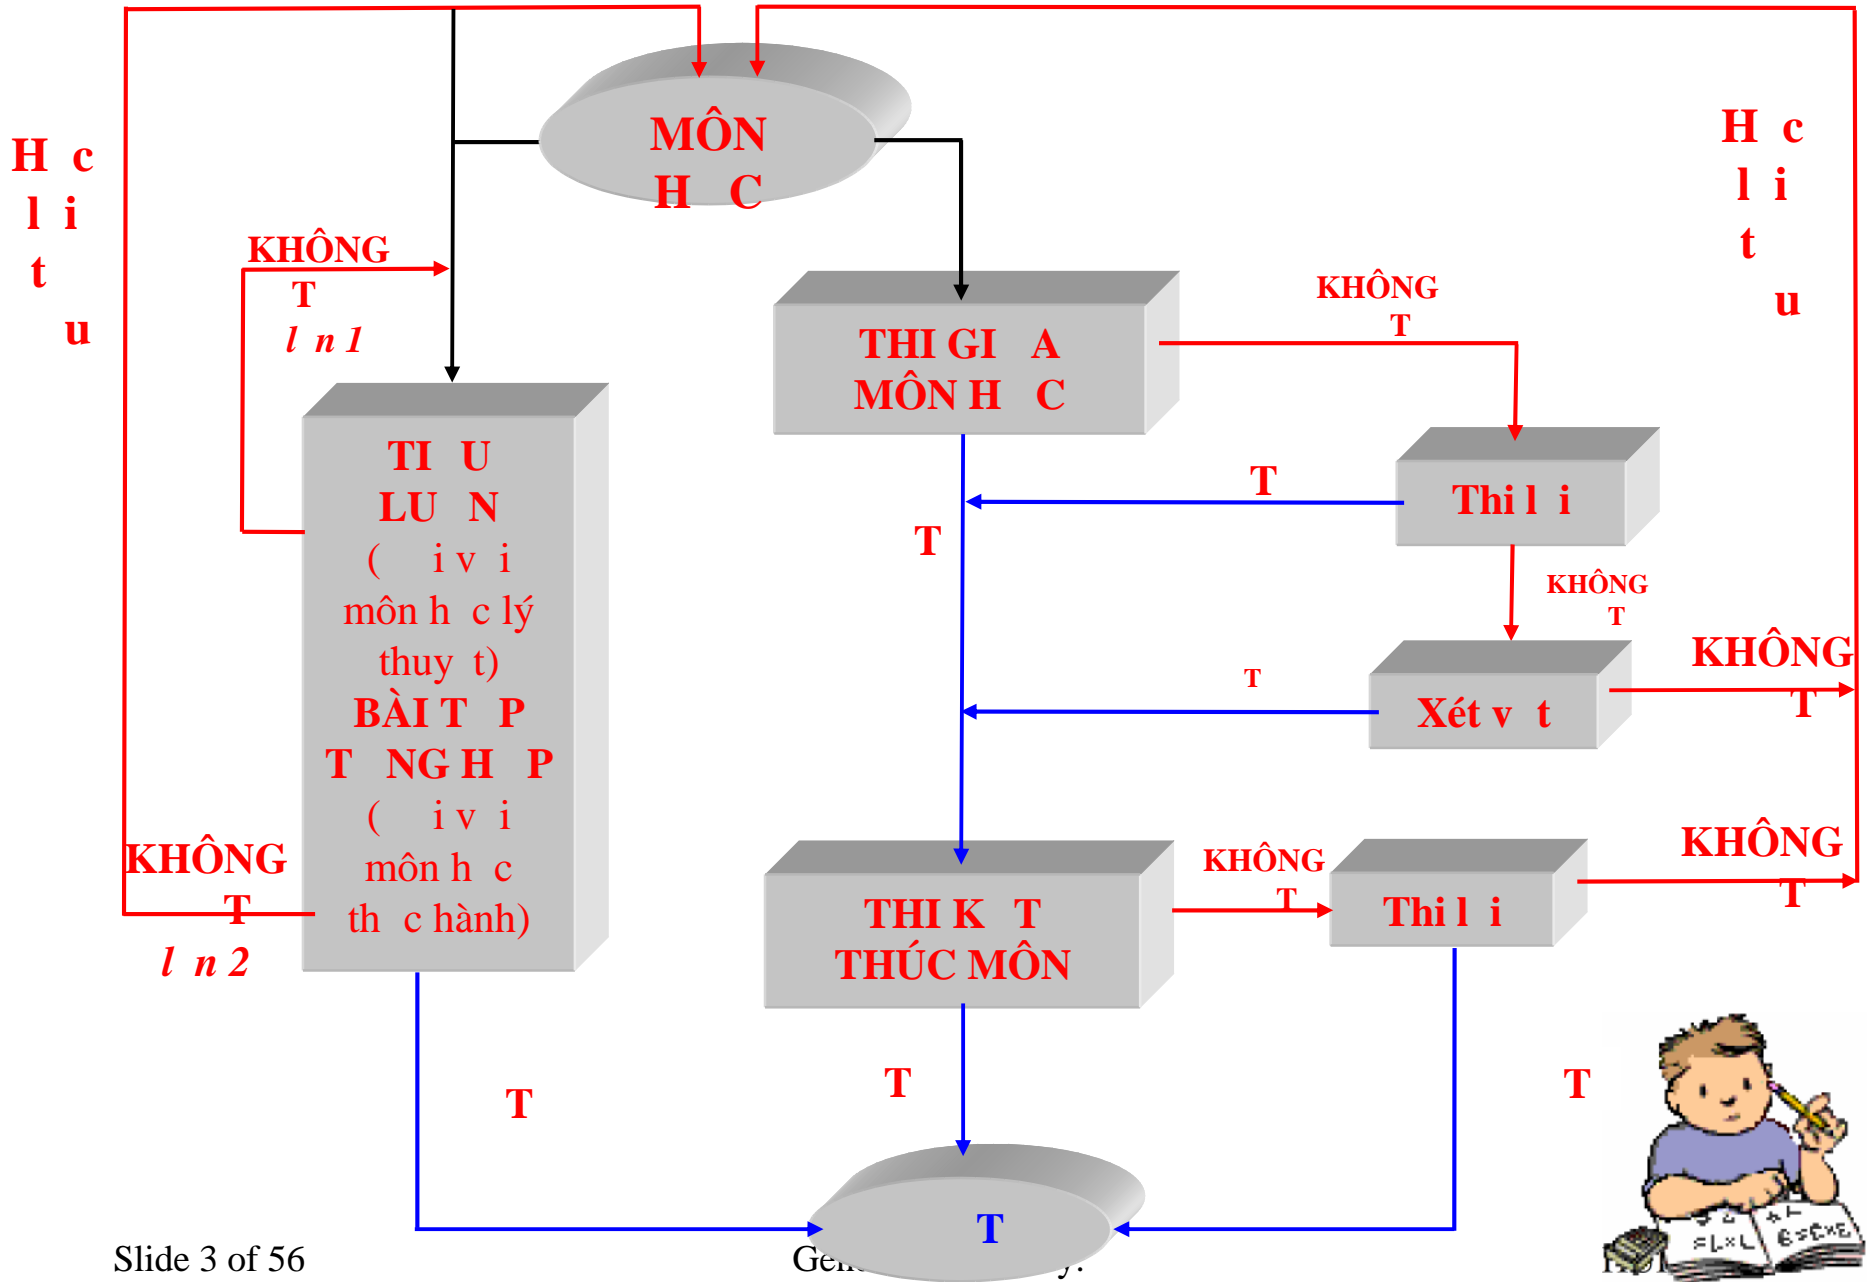 MÔN
H C
H c
l i
t
u
H c
l i
t
u
KHÔNG
T
l n 1
THI GI A
MÔN H C
KHÔNG
T
TI U
LU N
( i v i
môn h c lý
thuy t)
BÀI T P
T NG H P
( i v i
môn h c
th c hành)
Thi l i
T
T
KHÔNG
T
Xét v t
T
KHÔNG
T
KHÔNG
T
l n 2
THI K T
THÚC MÔN
KHÔNG
T
Thi l i
KHÔNG
T
T
T
T
T
Slide 3 of 56